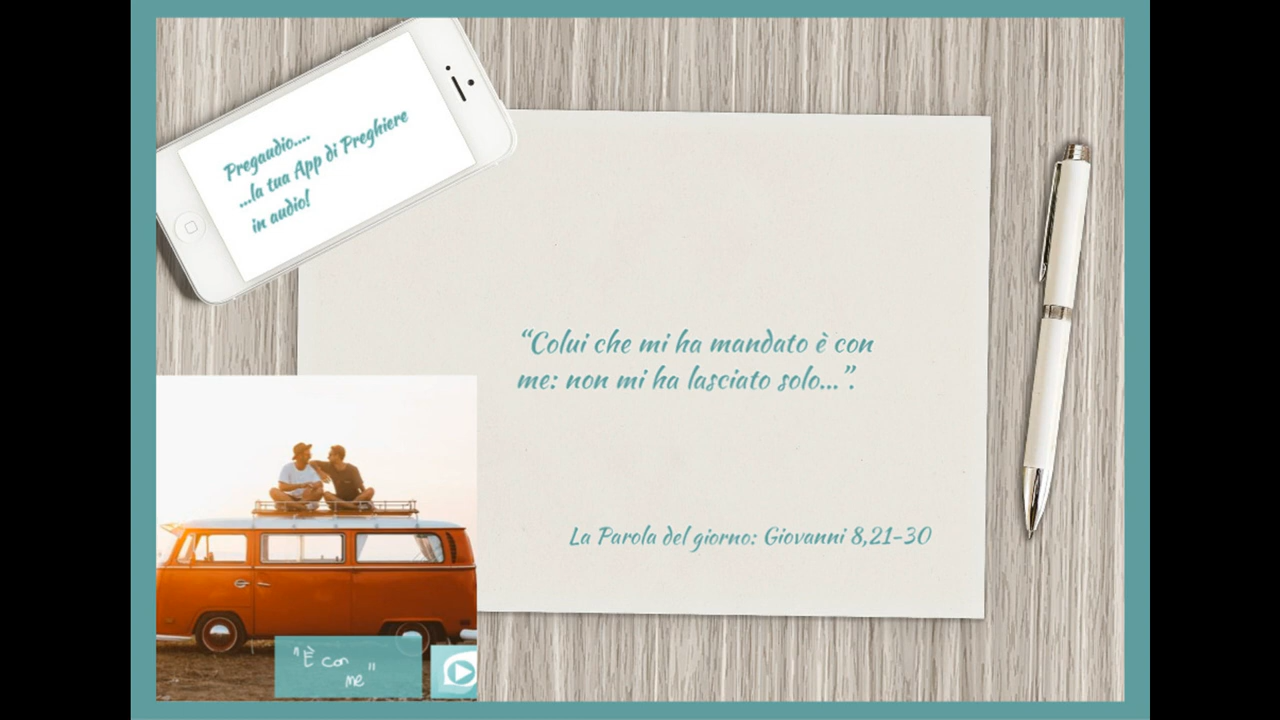 Pregaudio....
...la tua App di Preghiere
in audio!
“Colui che mi ha mandato è con
me: non mi ha lasciato solo...”.
La Parola del giorno: Giovanni 8,21-30
"È con
me"